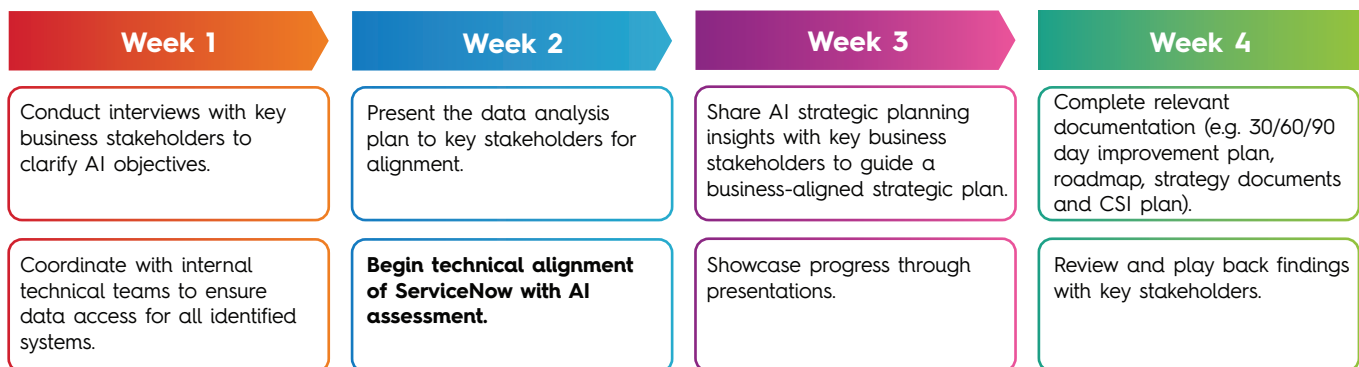 Week 1
Conduct interviews with key
business stakeholders to
clarify AI objectives.
Coordinate with internal
technical teams to ensure
data access for all identified
systems.
Week 2
Present the data analysis
plan to key stakeholders for
alignment.
Begin technical alignment
of ServiceNow with AI
assessment.
Week 3
Share AI strategic planning
insights with key business
stakeholders to guide a
business-aligned strategic plan.
Showcase progress through
presentations.
Week 4
Complete relevant
documentation (e.g. 30/60/90
day improvement plan,
roadmap, strategy documents
and CSI plan).
Review and play back findings
with key stakeholders.